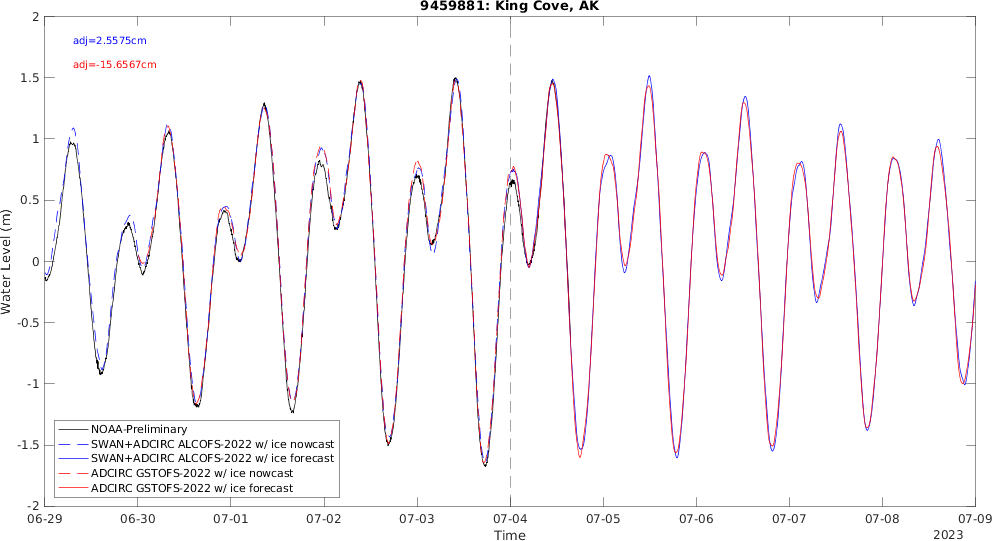 9459881: King Cove, AK
adj=2.5575cm
adj=-15.6567cm
Water Level (m)
2
1.5
1
0.5
0
-0.5
-1
-1.5
-2
NOAA-Preliminary
SWAN+ADCIRC ALCOFS-2022 w/ ice nowcast
SWAN+ADCIRC ALCOFS-2022 w/ ice forecast
ADCIRC GSTOFS-2022 w/ ice nowcast
ADCIRC GSTOFS-2022 w/ ice forecast
06-29 06-30 07-01 07-02 07-03 07-04 07-05 07-06 07-07 07-08 07-09
Time
2023